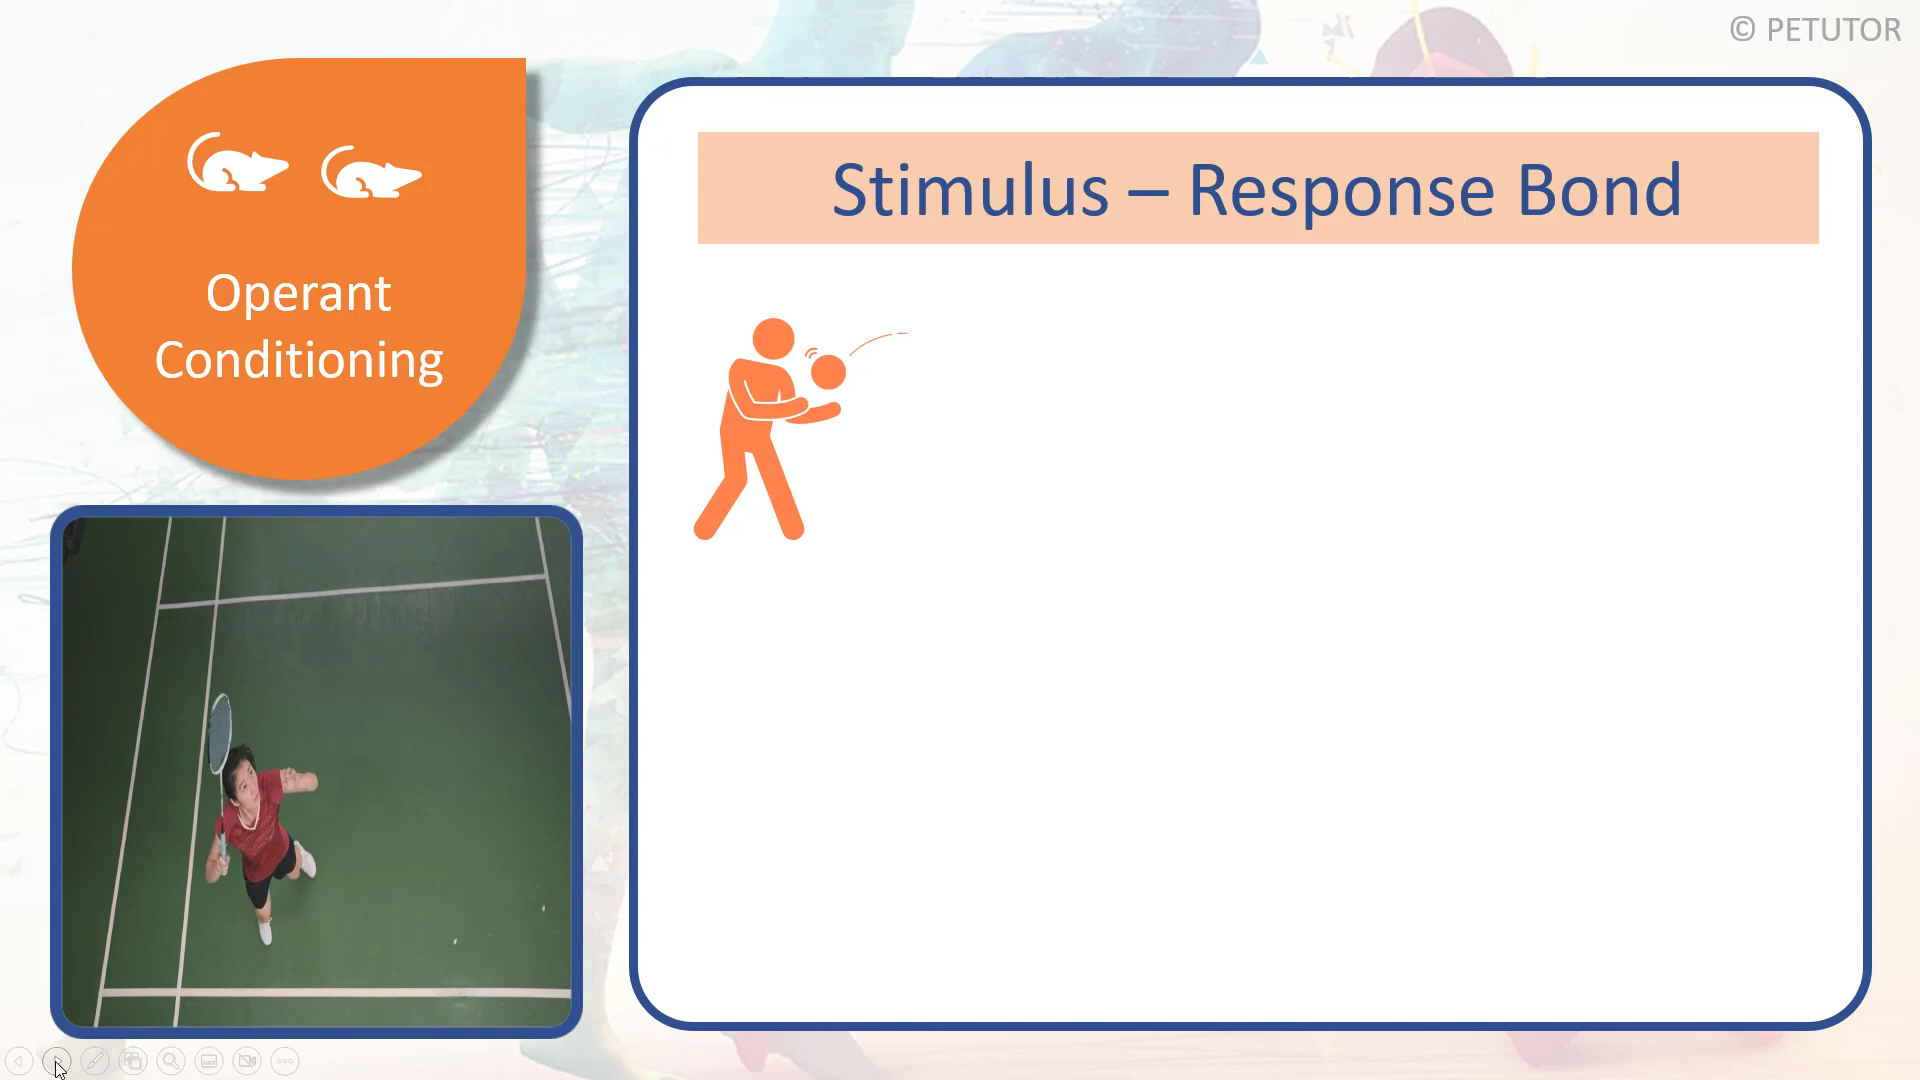 © PETUTOR
Operant
Conditioning
Stimulus – Response Bond